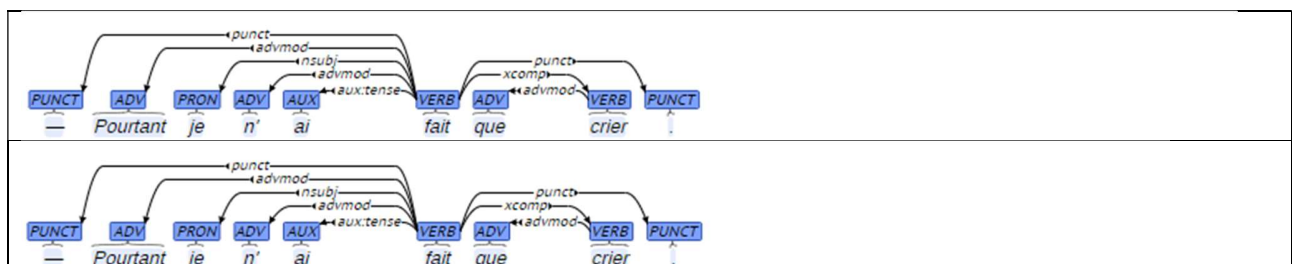 punct
advmod
nsubj punct
advmod xcomp
aux:tense advmod
PUNCT ADV PRON ADV AUX VERB ADV VERB PUNCT
— Pourtant je n' ai fait que crier .
punct
advmod
nsubj punct
advmod xcomp
aux:tense advmod
PUNCT ADV PRON ADV AUX VERB ADV VERB PUNCT
— Pourtant je n' ai fait que crier .